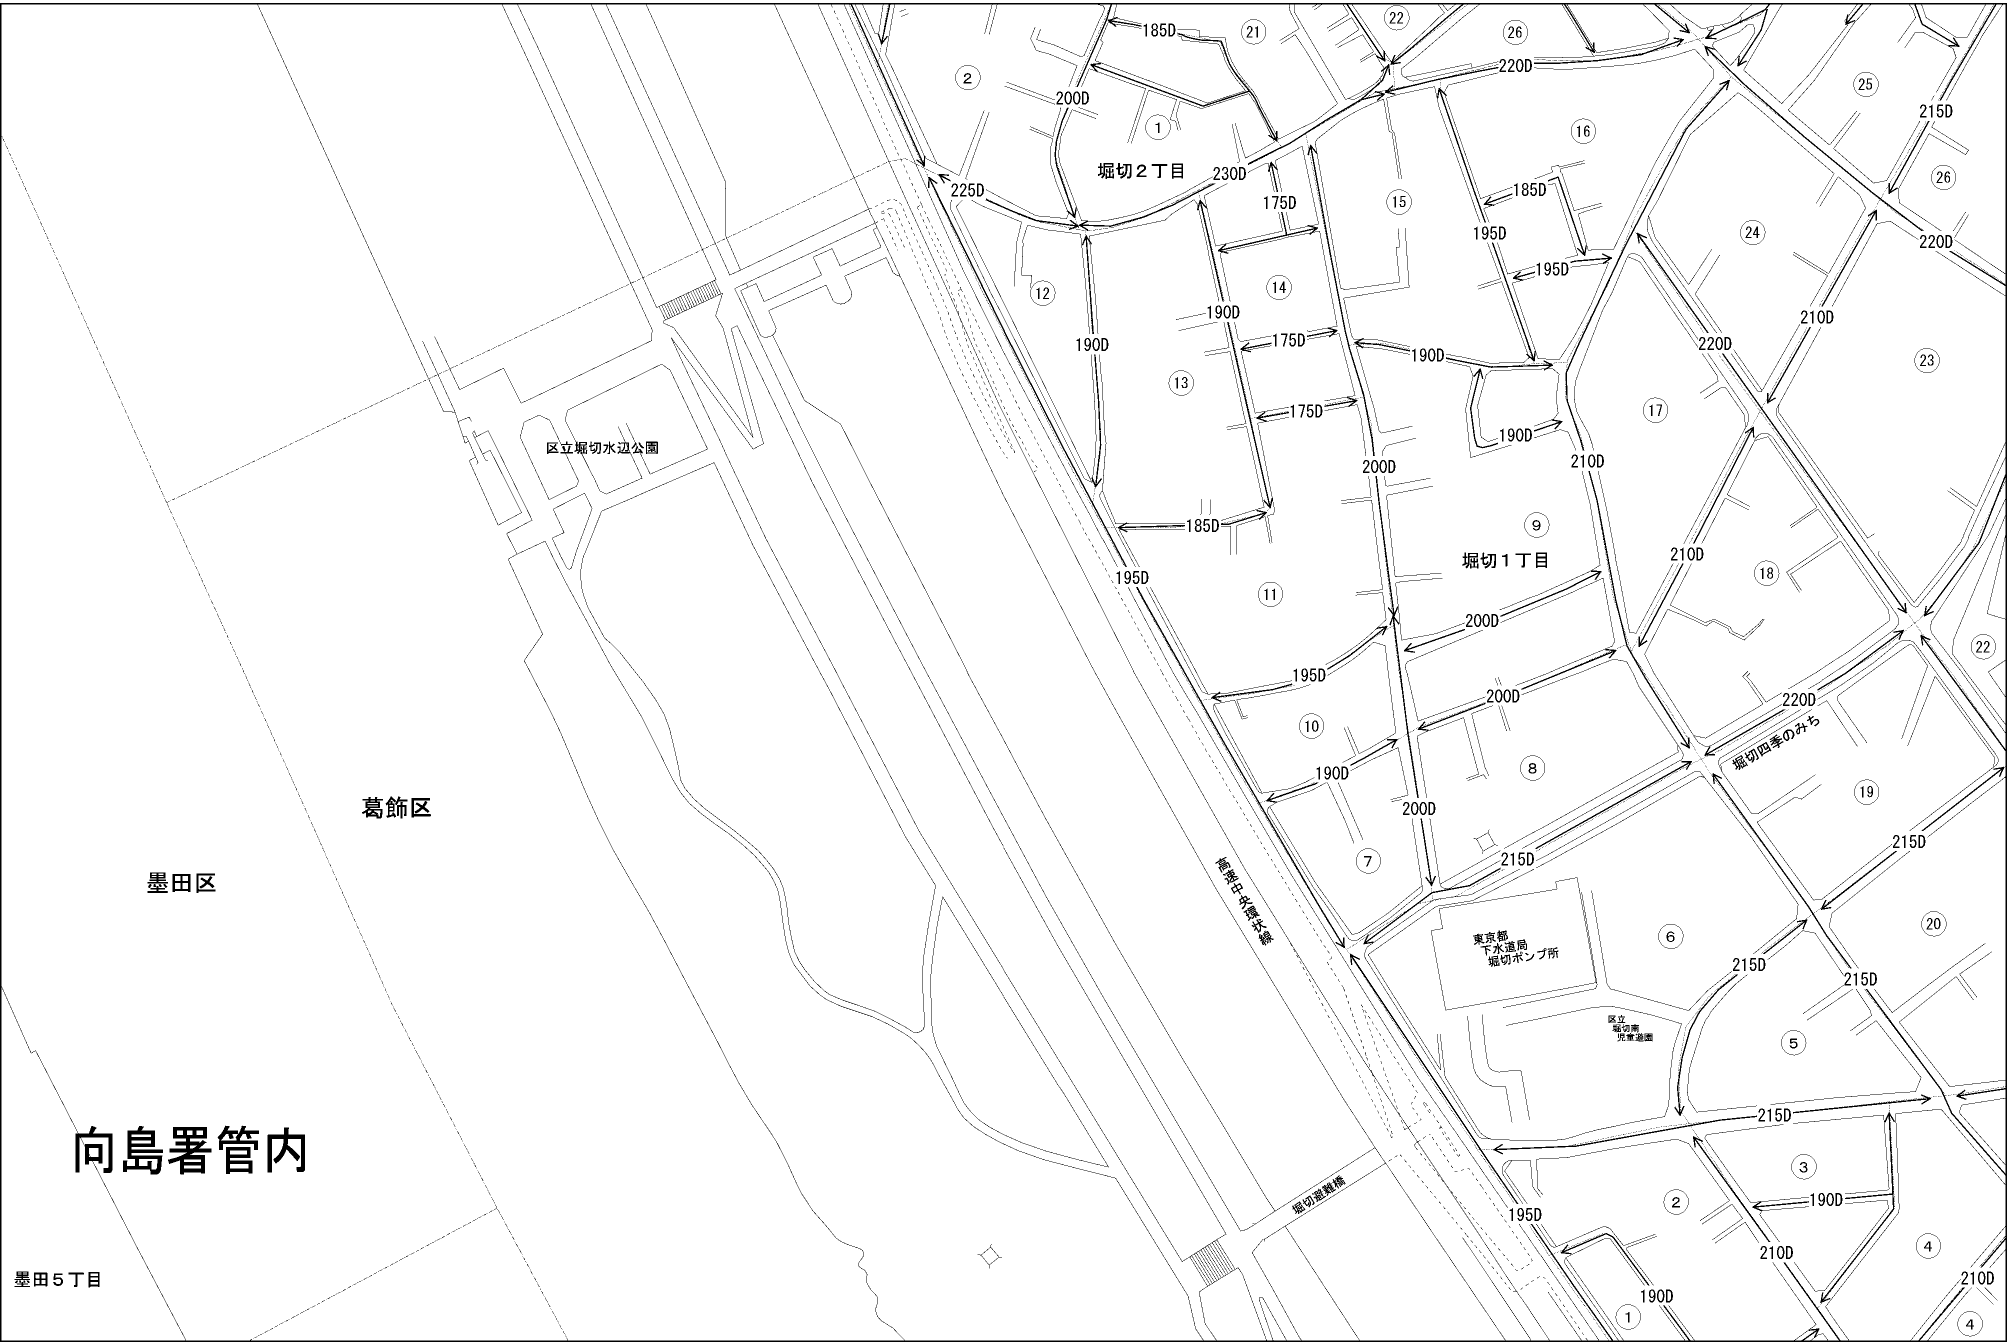 185D
㉑
㉒
㉖
220D
②
200D
①
㉕
215D
⑯
堀切２丁目
230D
225D
175D
⑮
185D
㉖
195D
㉔
220D
195D
⑫
⑭
190D
210D
190D
175D
190D
220D
㉓
⑬
175D
⑰
190D
区立堀切水辺公園
200D
210D
185D
⑨
堀切１丁目
210D
195D
⑪
⑱
200D
㉒
195D
200D
220D
⑩
堀切四季のみち
190D
⑧
⑲
葛飾区
200D
215D
⑦
215D
墨田区
高速中央環状線
⑥
⑳
東京都
下水道局
堀切ポンプ所
215D
215D
区立
堀切南
児童遊園
⑤
215D
向島署管内
③
堀切避難橋
190D
②
195D
210D
④
墨田５丁目
210D
190D
①
④